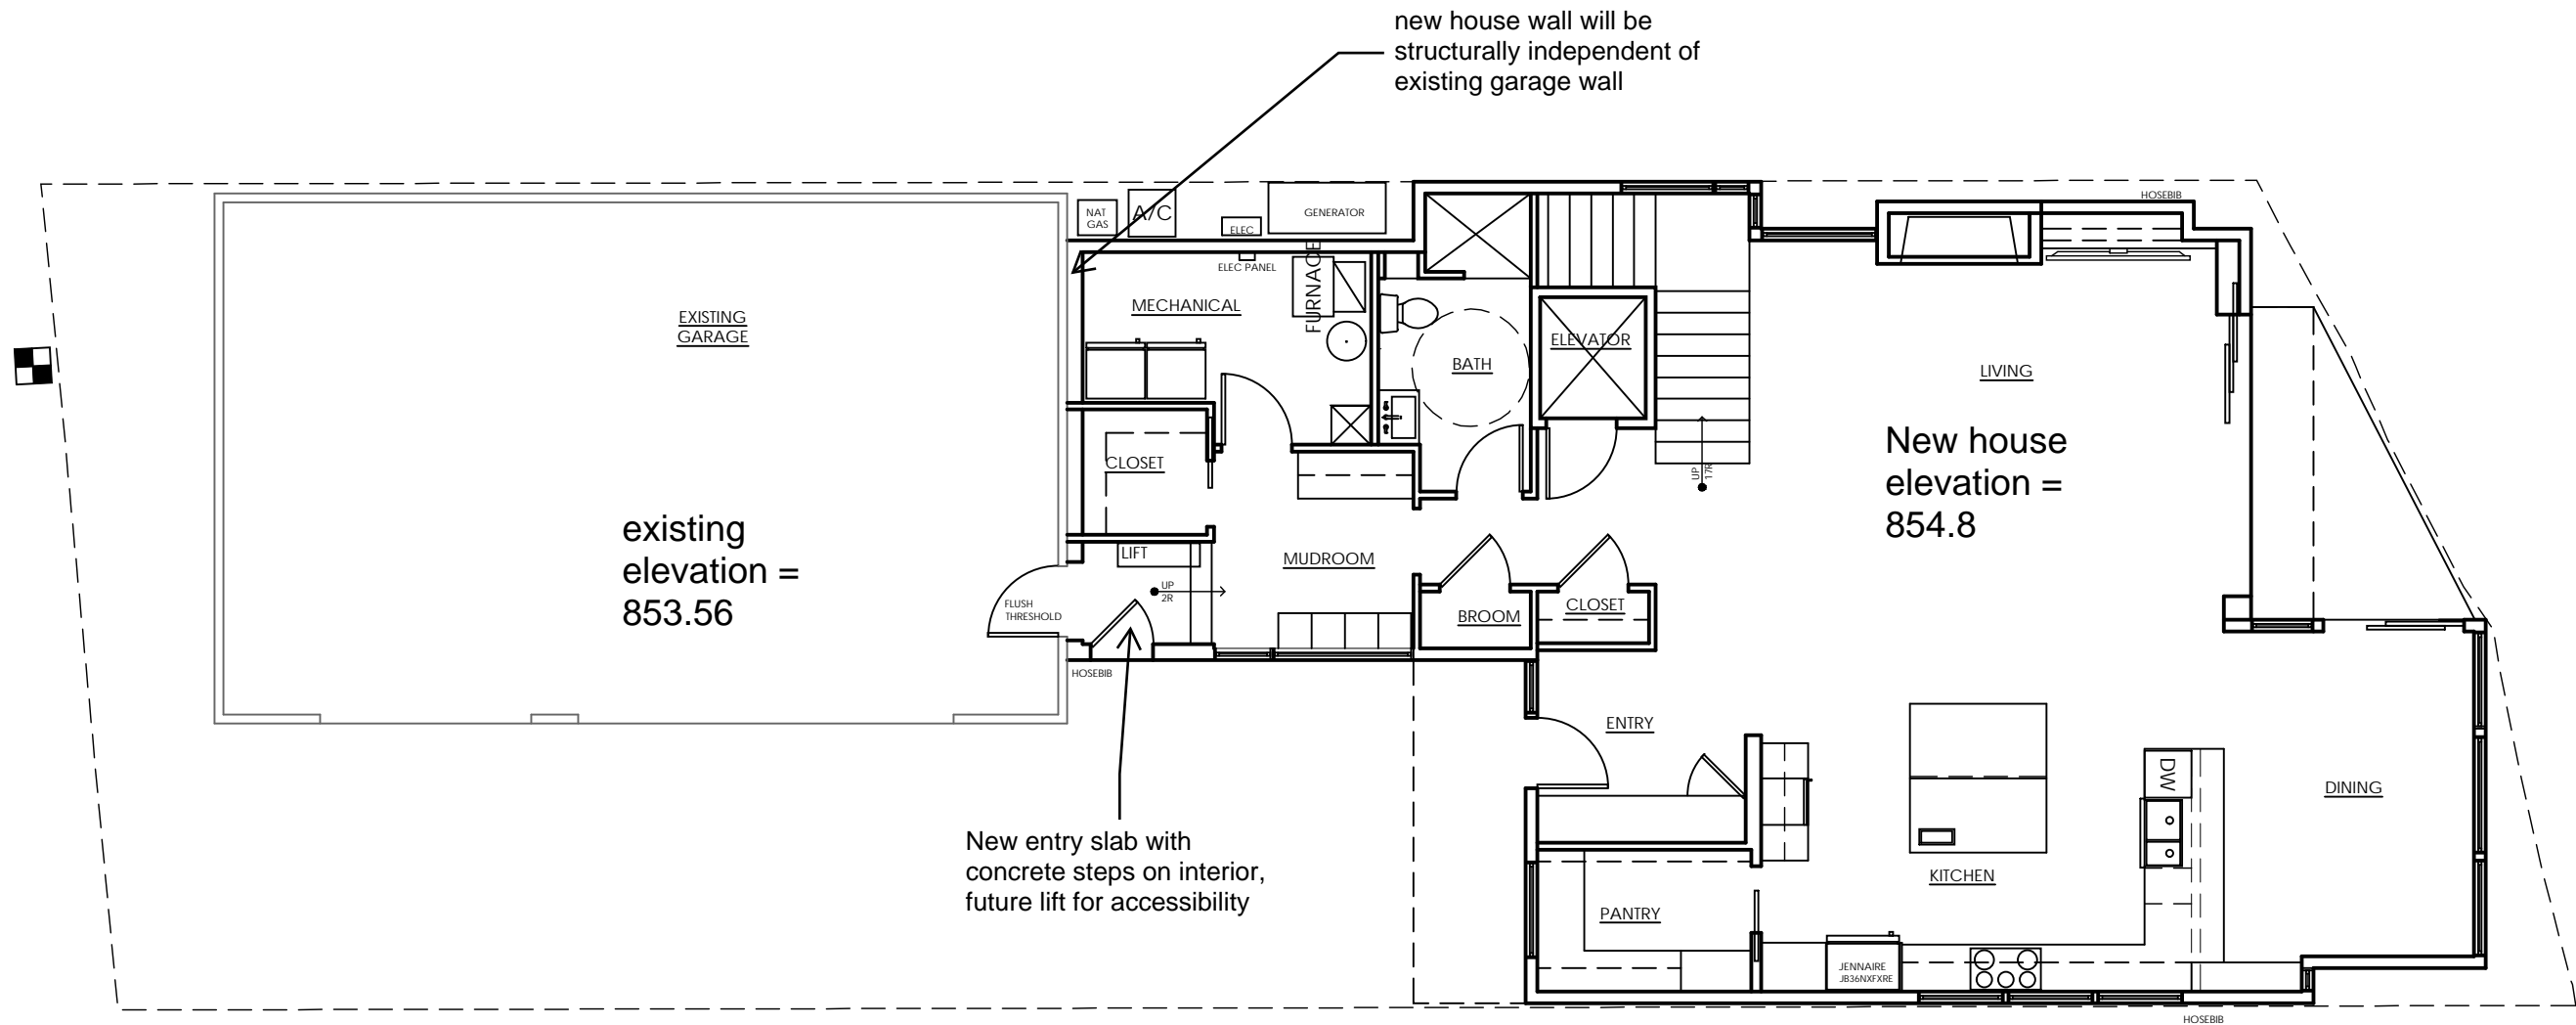 new house wall will be
structurally independent of
existing garage wall
HOSEBIB
NAT
GAS
A/C
ELEC
GENERATOR
ELEC PANEL
FURNACE
MECHANICAL
EXISTING
GARAGE
ELEVATOR
BATH
LIVING
New house
elevation =
854.8
CLOSET
UP
17R
existing
elevation =
853.56
LIFT
MUDROOM
UP
2R
FLUSH
THRESHOLD
BROOM
CLOSET
HOSEBIB
ENTRY
DW
DINING
New entry slab with
concrete steps on interior,
future lift for accessibility
KITCHEN
PANTRY
JENNAIRE
JB36NXFXRE
HOSEBIB